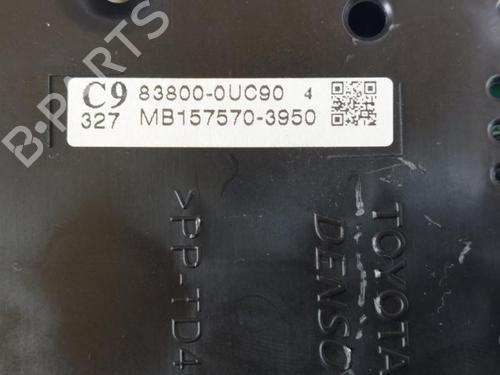 C9 83800-0UC90 4
327 MB157570-3950
>PP-TD4
TOYOTA
DENSO
B-PARTS